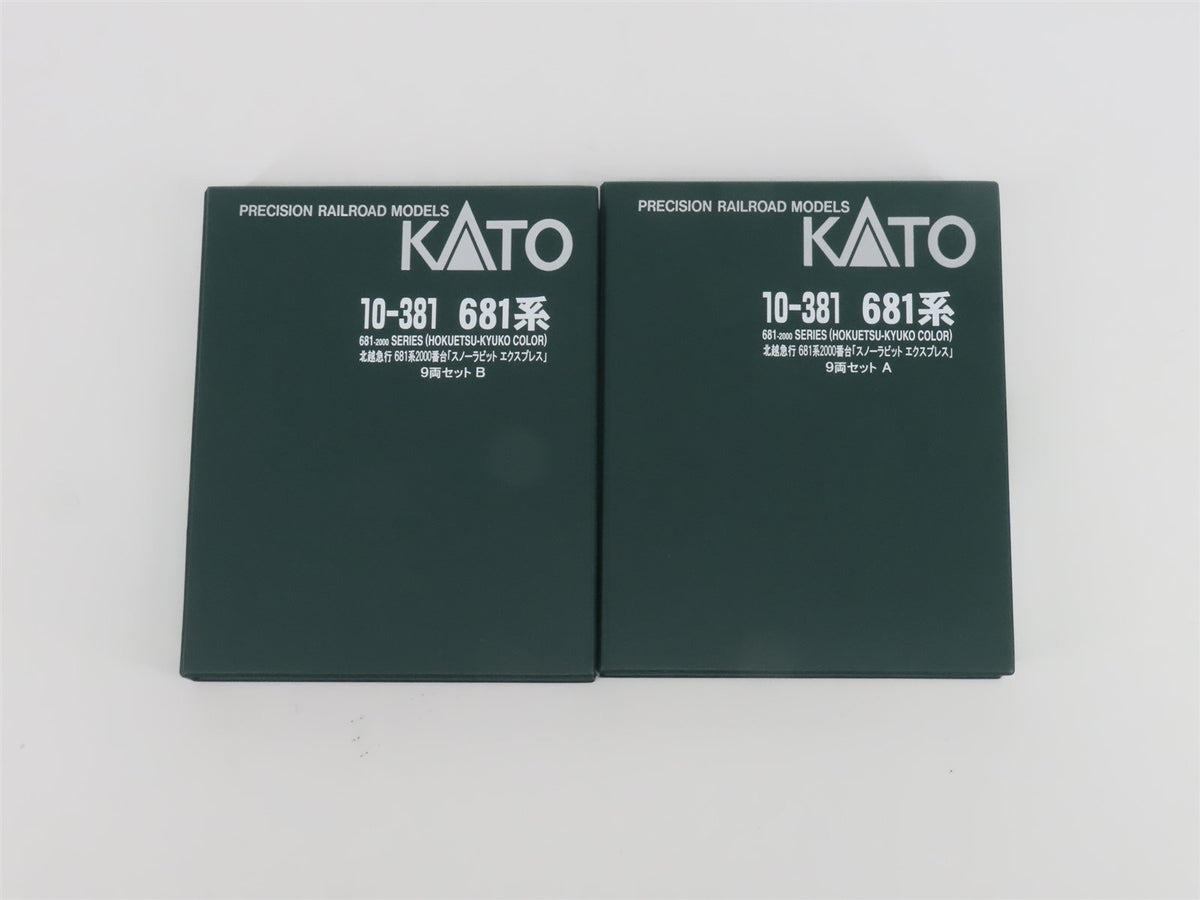 PRECISION RAILROAD MODELS
KATO
10-381 681系
681-2000 SERIES (HOKUETSU-KYUKO COLOR)
北越急行 681系2000番台「スノーラビット エクスプレス」
9両セット B
PRECISION RAILROAD MODELS
KATO
10-381 681系
681-2000 SERIES (HOKUETSU-KYUKO COLOR)
北越急行 681系2000番台「スノーラビット エクスプレス」
9両セット A